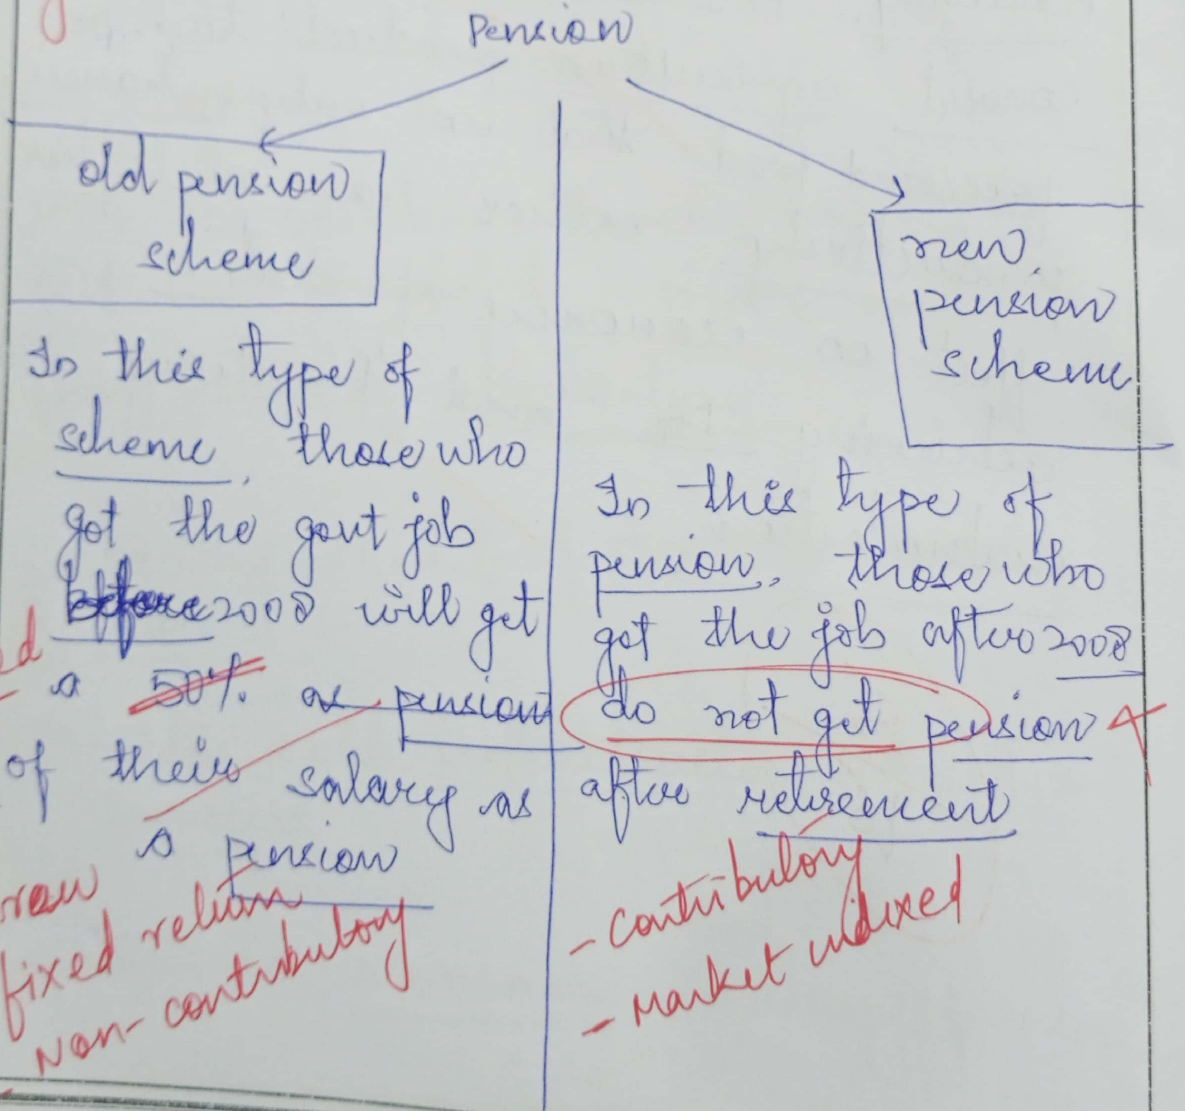 Pension
old pension
scheme
In this type of
scheme, those who
got the govt job
before 2008 will get
a 50% as pension
of their salary as
a pension
fixed return
Non-contributory
new
pension
scheme
In this type of
pension, those who
got the job after 2008
do not get pension
after retirement
- contributory
- Market indixed